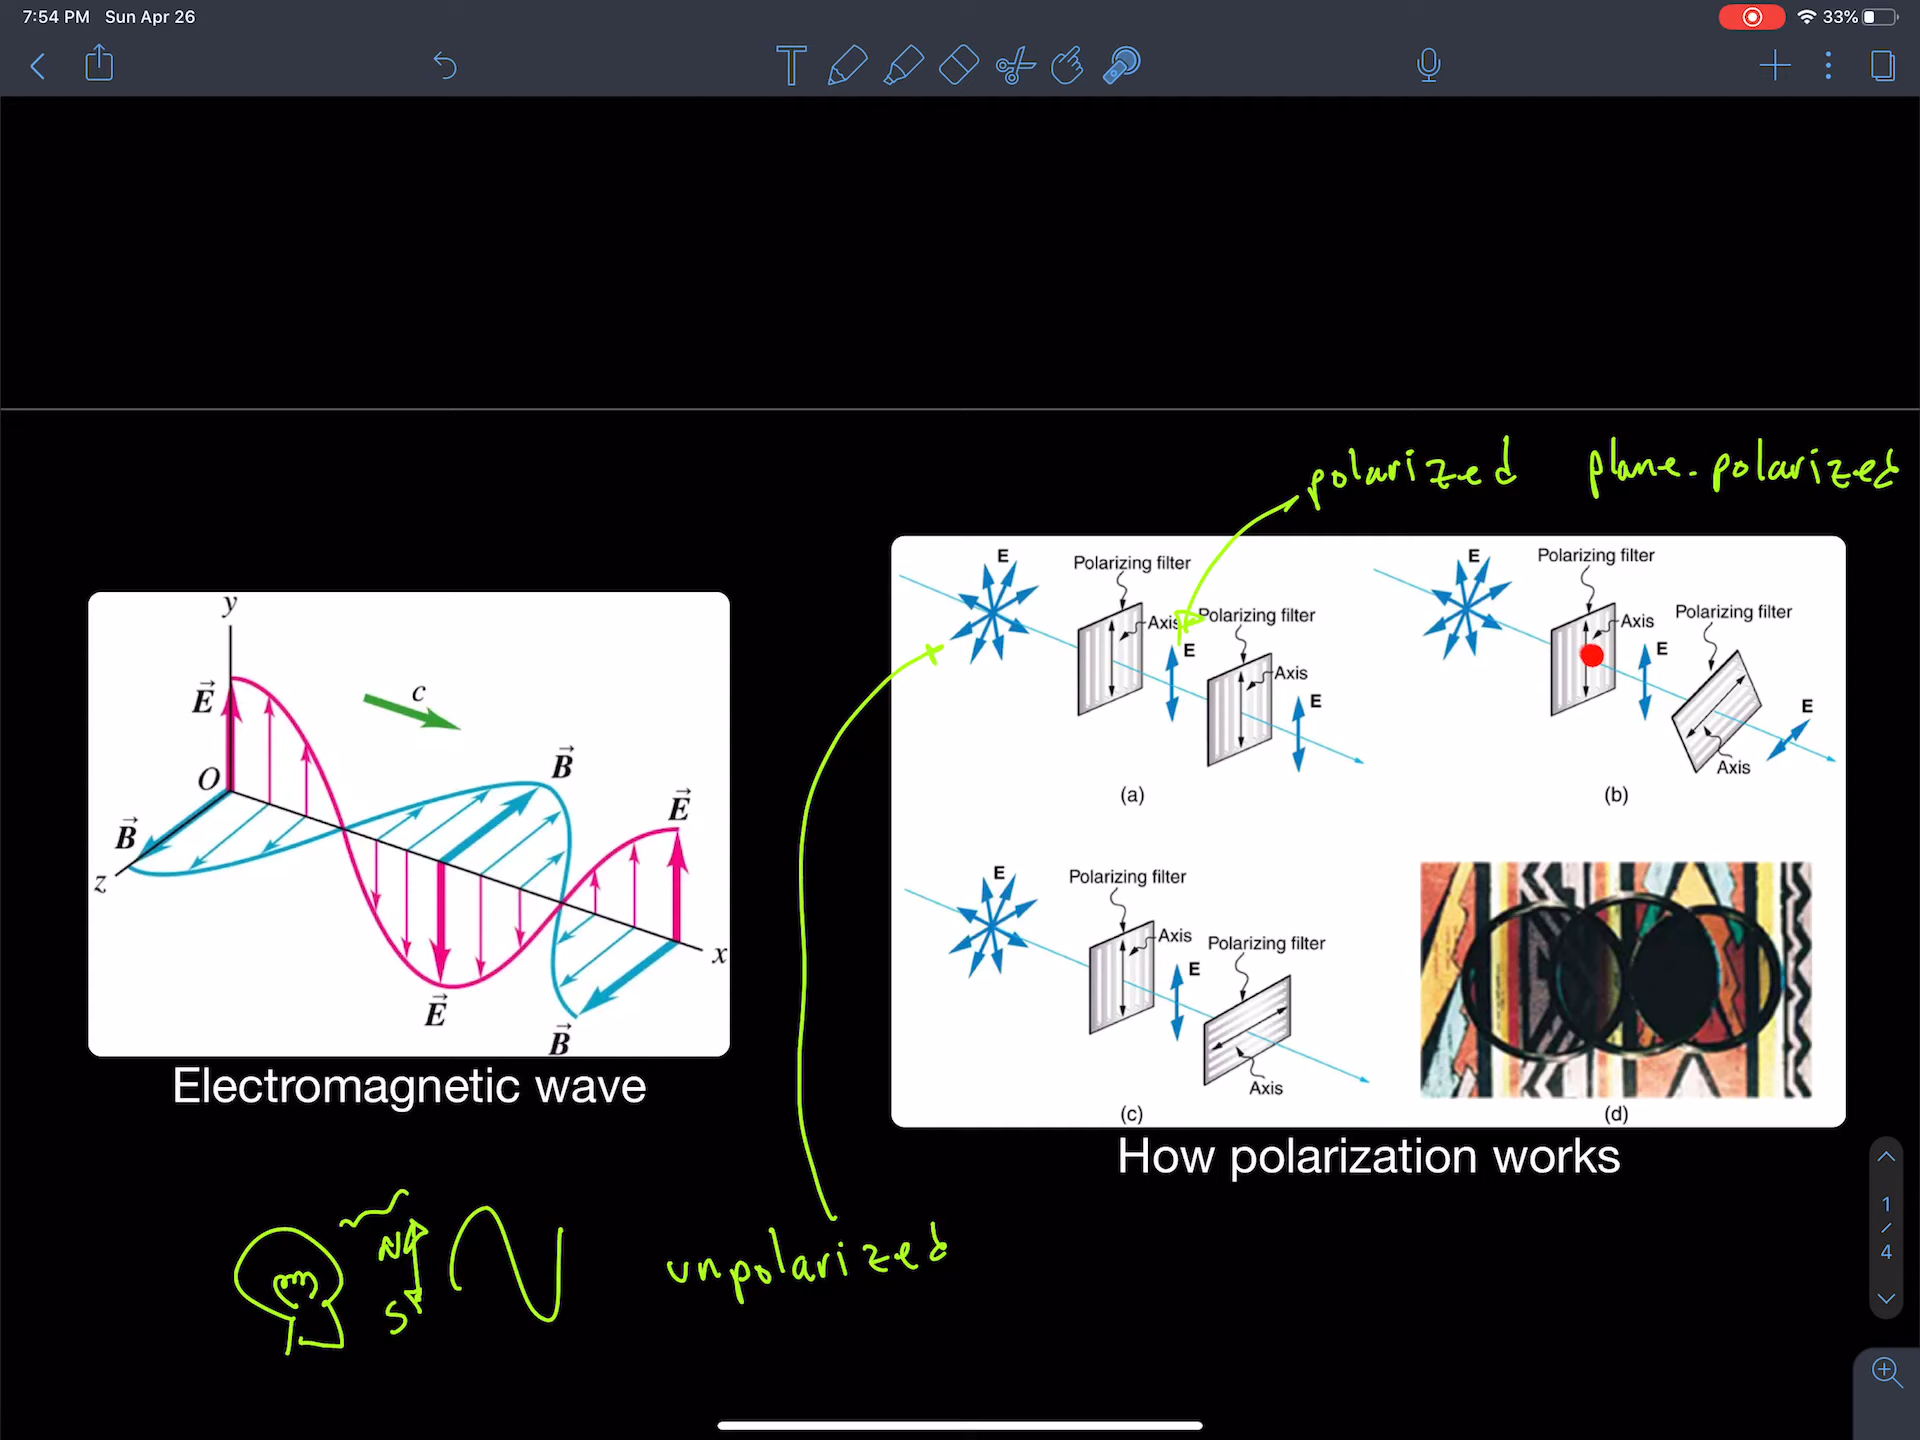 7:54 PM Sun Apr 26
33%
polarized plane-polarized
E
Polarizing filter
Axis
Polarizing filter
E
Axis
E
(a)
E
Polarizing filter
Axis
Polarizing filter
E
E
Axis
(b)
E
Polarizing filter
Axis
Polarizing filter
E
Axis
(c)
(d)
How polarization works
y
E
c
O
B
B
E
z
x
E
B
Electromagnetic wave
N
S
unpolarized
1
/
4